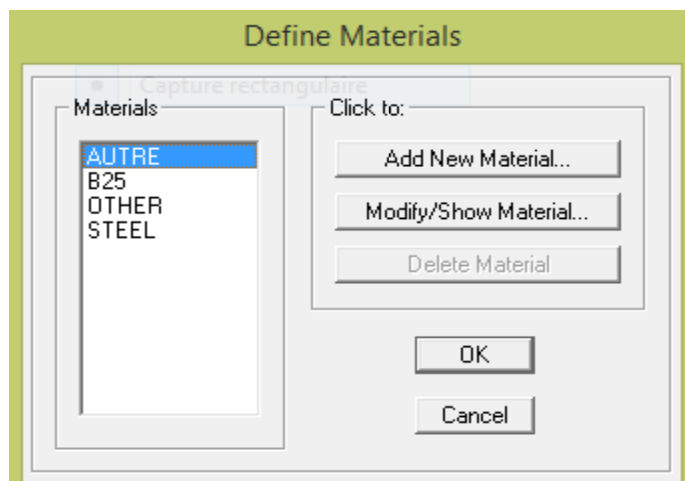 Define Materials
Capture rectangulaire
Materials
AUTRE
B25
OTHER
STEEL
Click to:
Add New Material...
Modify/Show Material...
Delete Material
OK
Cancel